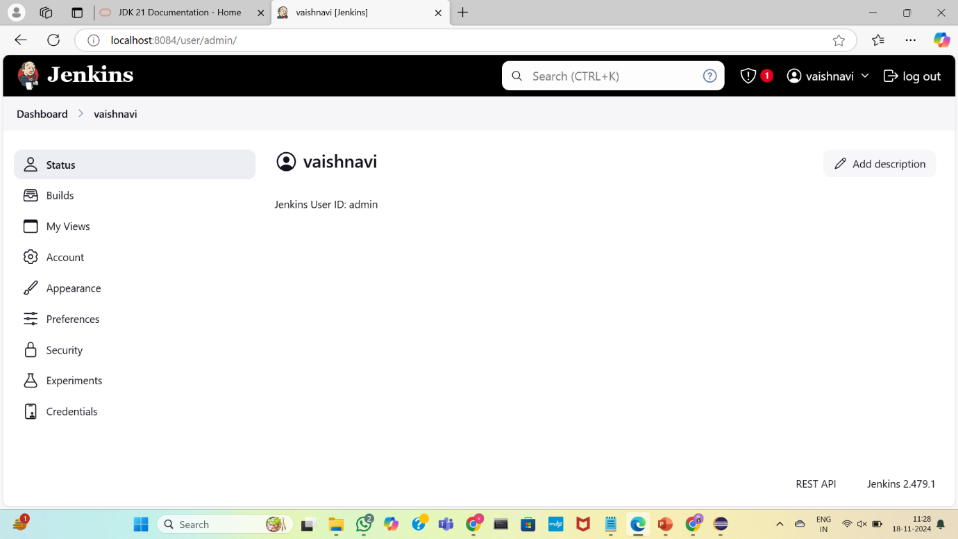 JDK 21 Documentation - Home
vaishnavi [Jenkins]
localhost:8084/user/admin/
Jenkins
Search (CTRL+K)
1
vaishnavi
log out
Dashboard > vaishnavi
Status
Builds
My Views
Account
Appearance
Preferences
Security
Experiments
Credentials
vaishnavi
Add description
Jenkins User ID: admin
REST API
Jenkins 2.479.1
1
Search
2
ENG
IN
11:28
18-11-2024